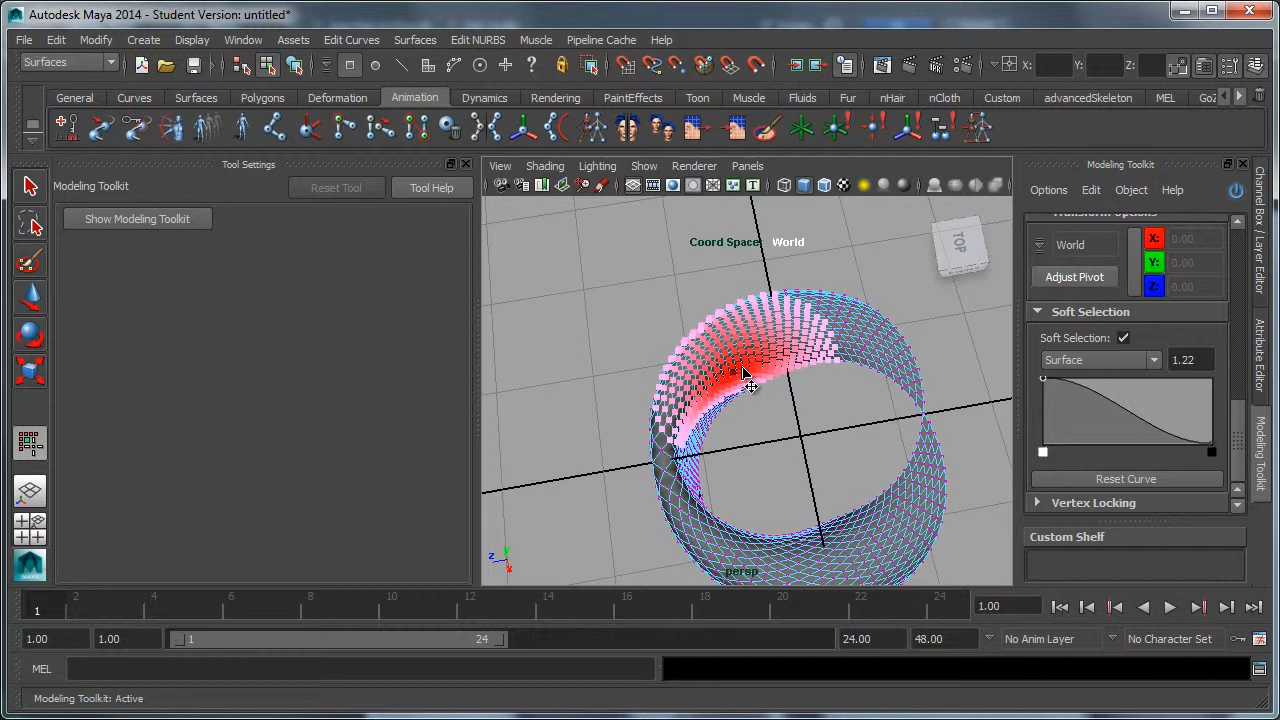 Autodesk Maya 2014 - Student Version: untitled*
File Edit Modify Create Display Window Assets Edit Curves Surfaces Edit NURBS Muscle Pipeline Cache Help
Surfaces X: Y: Z:
General Curves Surfaces Polygons Deformation Animation Dynamics Rendering PaintEffects Toon Muscle Fluids Fur nHair nCloth Custom advancedSkeleton MEL GoZ
Tool Settings
Modeling Toolkit Reset Tool Tool Help
Show Modeling Toolkit
View Shading Lighting Show Renderer Panels
Coord Space: World
TOP
z y x
persp
Modeling Toolkit
Options Edit Object Help
Transform Options
World X: 0.00
Adjust Pivot Y: 0.00
Z: 0.00
Soft Selection
Soft Selection:
Surface 1.22
Reset Curve
Vertex Locking
Custom Shelf
Channel Box / Layer Editor
Attribute Editor
Modeling Toolkit
MAYA
1 2 4 6 8 10 12 14 16 18 20 22 24 1.00
1.00 1.00 1 24 24.00 48.00 No Anim Layer No Character Set
MEL
Modeling Toolkit: Active